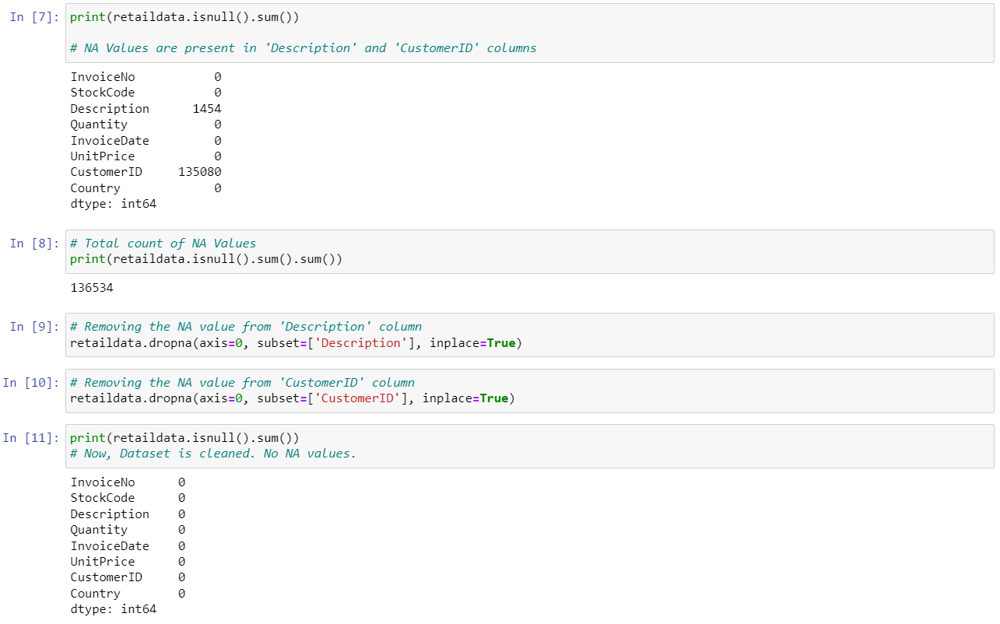 In [7]: print(retaildata.isnull().sum())
# NA Values are present in 'Description' and 'CustomerID' columns
InvoiceNo 0
StockCode 0
Description 1454
Quantity 0
InvoiceDate 0
UnitPrice 0
CustomerID 135080
Country 0
dtype: int64
In [8]: # Total count of NA Values
print(retaildata.isnull().sum().sum())
136534
In [9]: # Removing the NA value from 'Description' column
retaildata.dropna(axis=0, subset=['Description'], inplace=True)
In [10]: # Removing the NA value from 'CustomerID' column
retaildata.dropna(axis=0, subset=['CustomerID'], inplace=True)
In [11]: print(retaildata.isnull().sum())
# Now, Dataset is cleaned. No NA values.
InvoiceNo 0
StockCode 0
Description 0
Quantity 0
InvoiceDate 0
UnitPrice 0
CustomerID 0
Country 0
dtype: int64